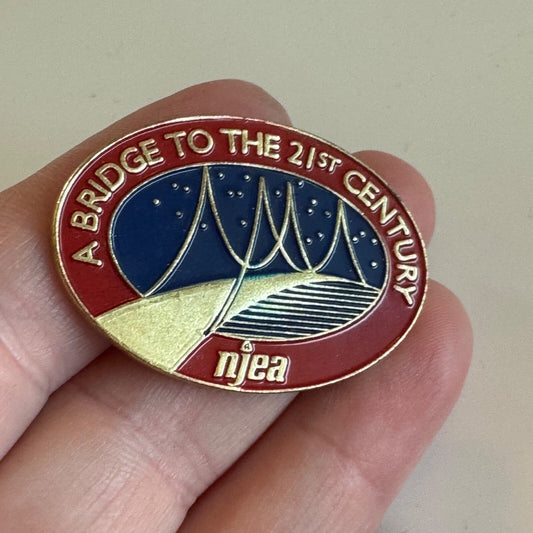 A BRIDGE TO THE 21ST CENTURY
njea